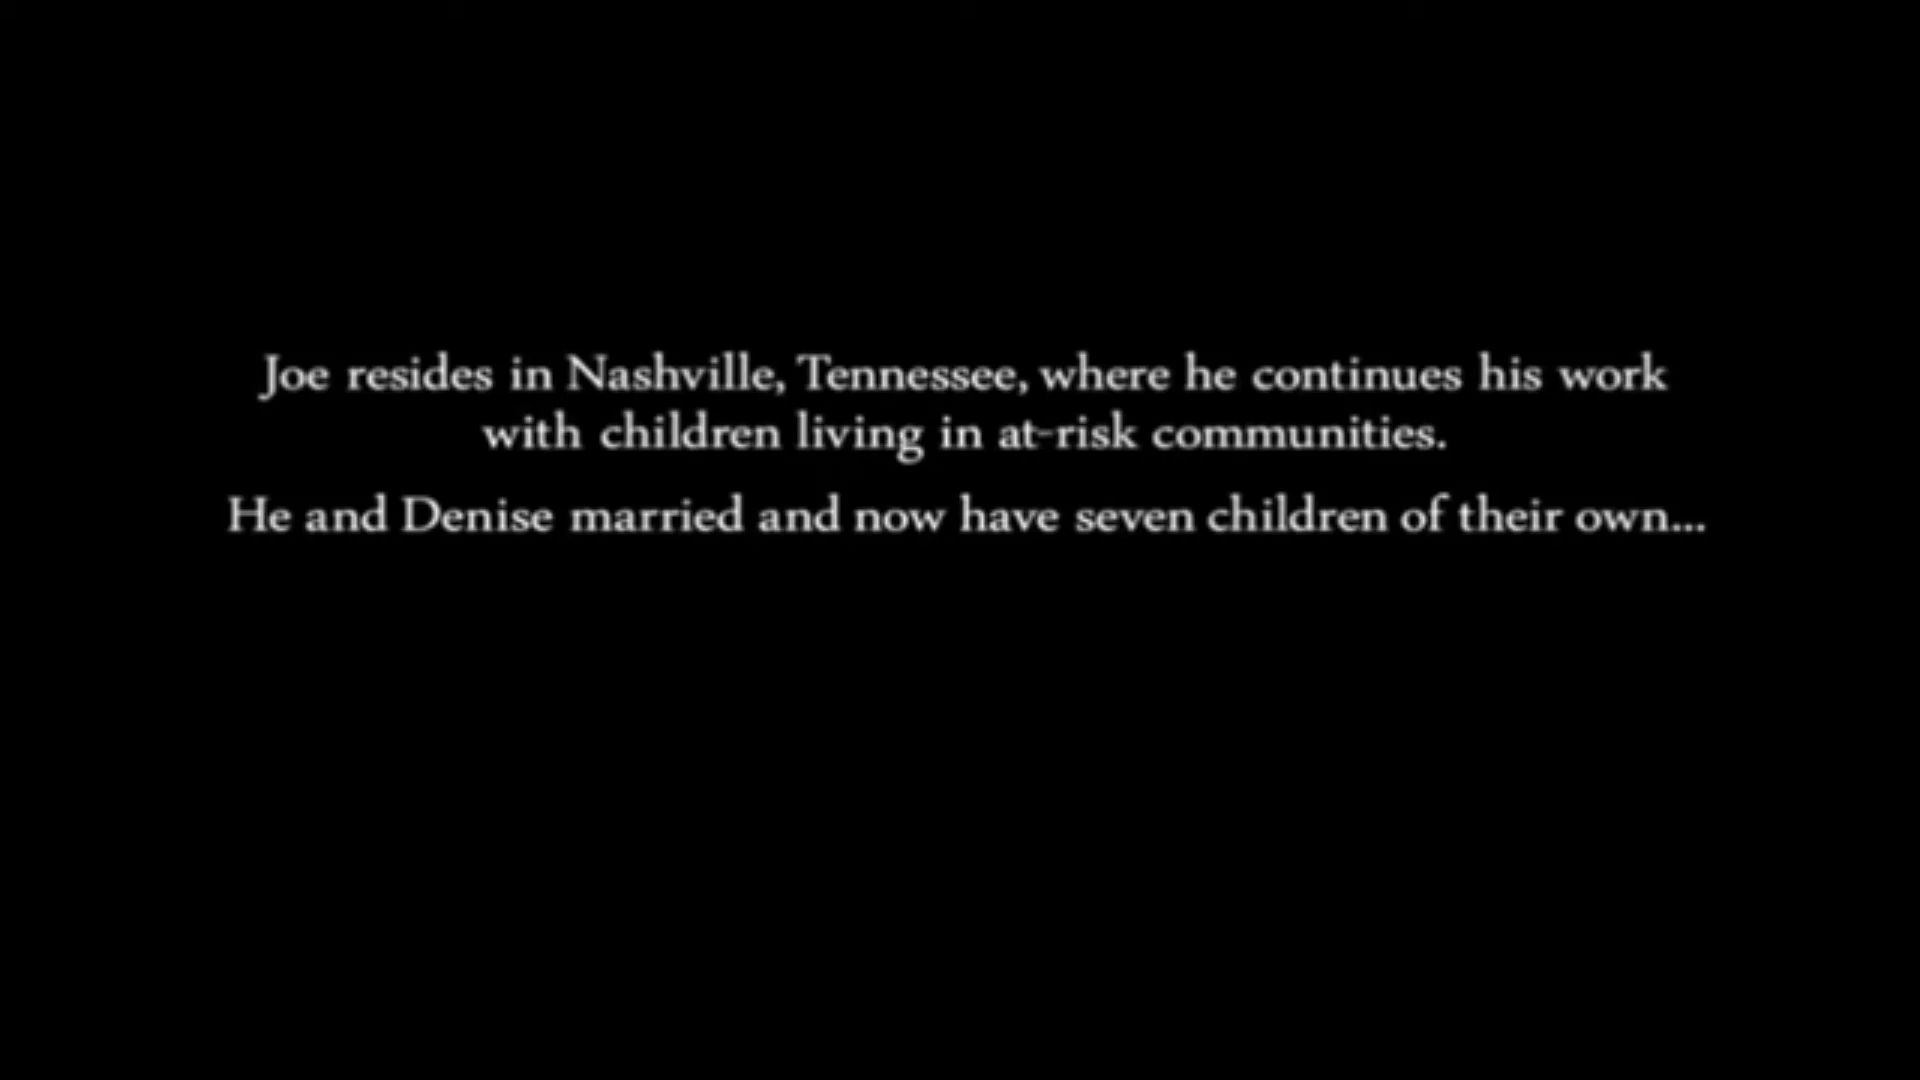 Joe resides in Nashville, Tennessee, where he continues his work
with children living in at-risk communities.
He and Denise married and now have seven children of their own...